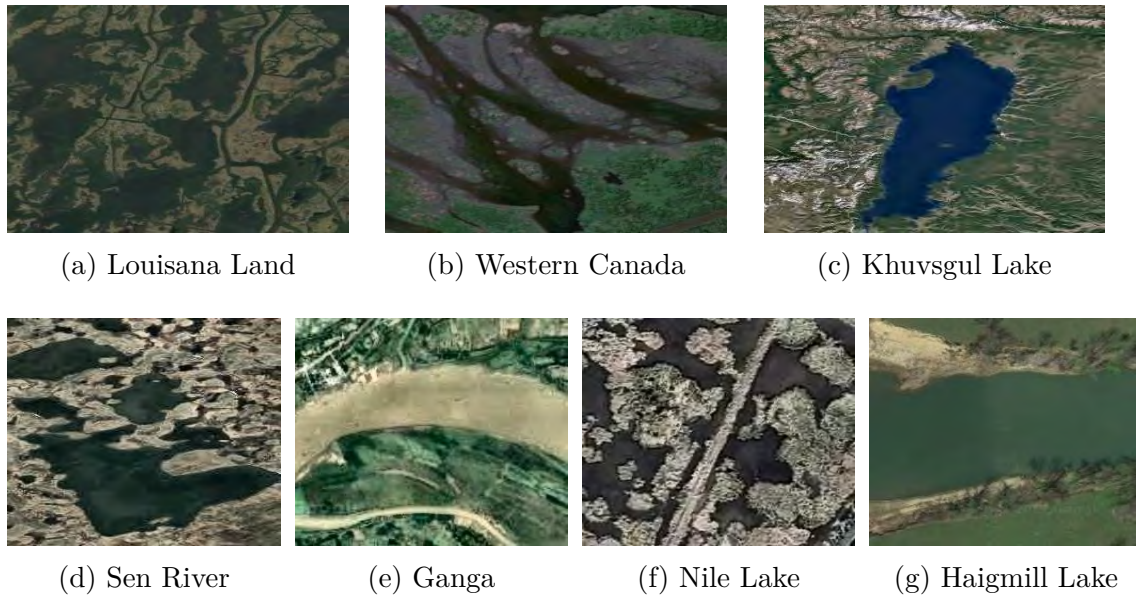 (a) Louisana Land
(b) Western Canada
(c) Khuvsgul Lake
(d) Sen River
(e) Ganga
(f) Nile Lake
(g) Haigmill Lake